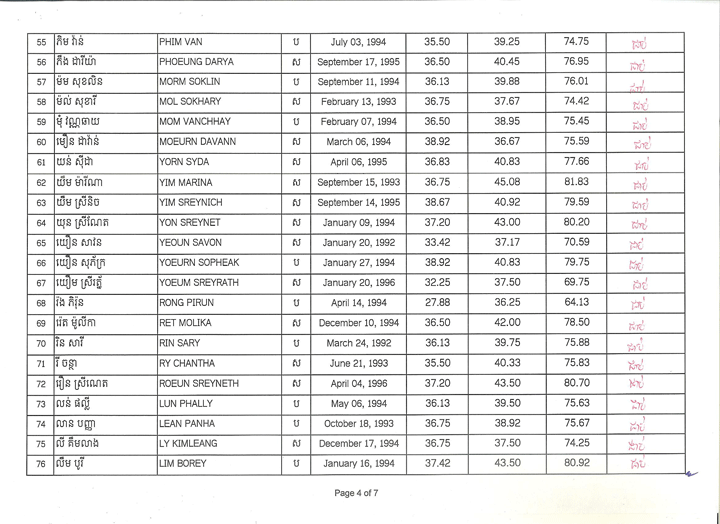 55 ភិម វ៉ាន់ PHIM VAN ប July 03, 1994 35.50 39.25 74.75 ជាប់
56 ភឹង ដារីយ៉ា PHOEUNG DARYA ស September 17, 1995 36.50 40.45 76.95 ជាប់
57 ម៉ម សុខលិន MORM SOKLIN ប September 11, 1994 36.13 39.88 76.01 ជាប់
58 ម៉ល់ សុខារី MOL SOKHARY ស February 13, 1993 36.75 37.67 74.42 ជាប់
59 មុំ វណ្ណឆាយ MOM VANCHHAY ប February 07, 1994 36.50 38.95 75.45 ជាប់
60 មឿន ដាវ៉ាន់ MOEURN DAVANN ស March 06, 1994 38.92 36.67 75.59 ជាប់
61 យន់ ស៊ីដា YORN SYDA ស April 06, 1995 36.83 40.83 77.66 ជាប់
62 យឹម ម៉ារីណា YIM MARINA ស September 15, 1993 36.75 45.08 81.83 ជាប់
63 យឹម ស្រីនិច YIM SREYNICH ស September 14, 1995 38.67 40.92 79.59 ជាប់
64 យុន ស្រីណែត YON SREYNET ស January 09, 1994 37.20 43.00 80.20 ជាប់
65 យឿន សាវន YEOUN SAVON ស January 20, 1992 33.42 37.17 70.59 ជាប់
66 យឿន សុភ័ក្រ YOEURN SOPHEAK ប January 27, 1994 38.92 40.83 79.75 ជាប់
67 យឿម ស្រីរត្ន័ YOEUM SREYRATH ស January 20, 1996 32.25 37.50 69.75 ជាប់
68 រ៉ង ភិរ៉ុន RONG PIRUN ប April 14, 1994 27.88 36.25 64.13 ជាប់
69 រ៉េត ម៉ូលីកា RET MOLIKA ស December 10, 1994 36.50 42.00 78.50 ជាប់
70 រិន សារី RIN SARY ប March 24, 1992 36.13 39.75 75.88 ជាប់
71 រី ចន្ថា RY CHANTHA ស June 21, 1993 35.50 40.33 75.83 ជាប់
72 រឿន ស្រីណេត ROEUN SREYNETH ស April 04, 1996 37.20 43.50 80.70 ជាប់
73 លន់ ផល្លី LUN PHALLY ប May 06, 1994 36.13 39.50 75.63 ជាប់
74 លាន បញ្ញា LEAN PANHA ប October 18, 1993 36.75 38.92 75.67 ជាប់
75 លី គឹមលាង LY KIMLEANG ស December 17, 1994 36.75 37.50 74.25 ជាប់
76 លឹម បូរី LIM BOREY ប January 16, 1994 37.42 43.50 80.92 ជាប់
Page 4 of 7